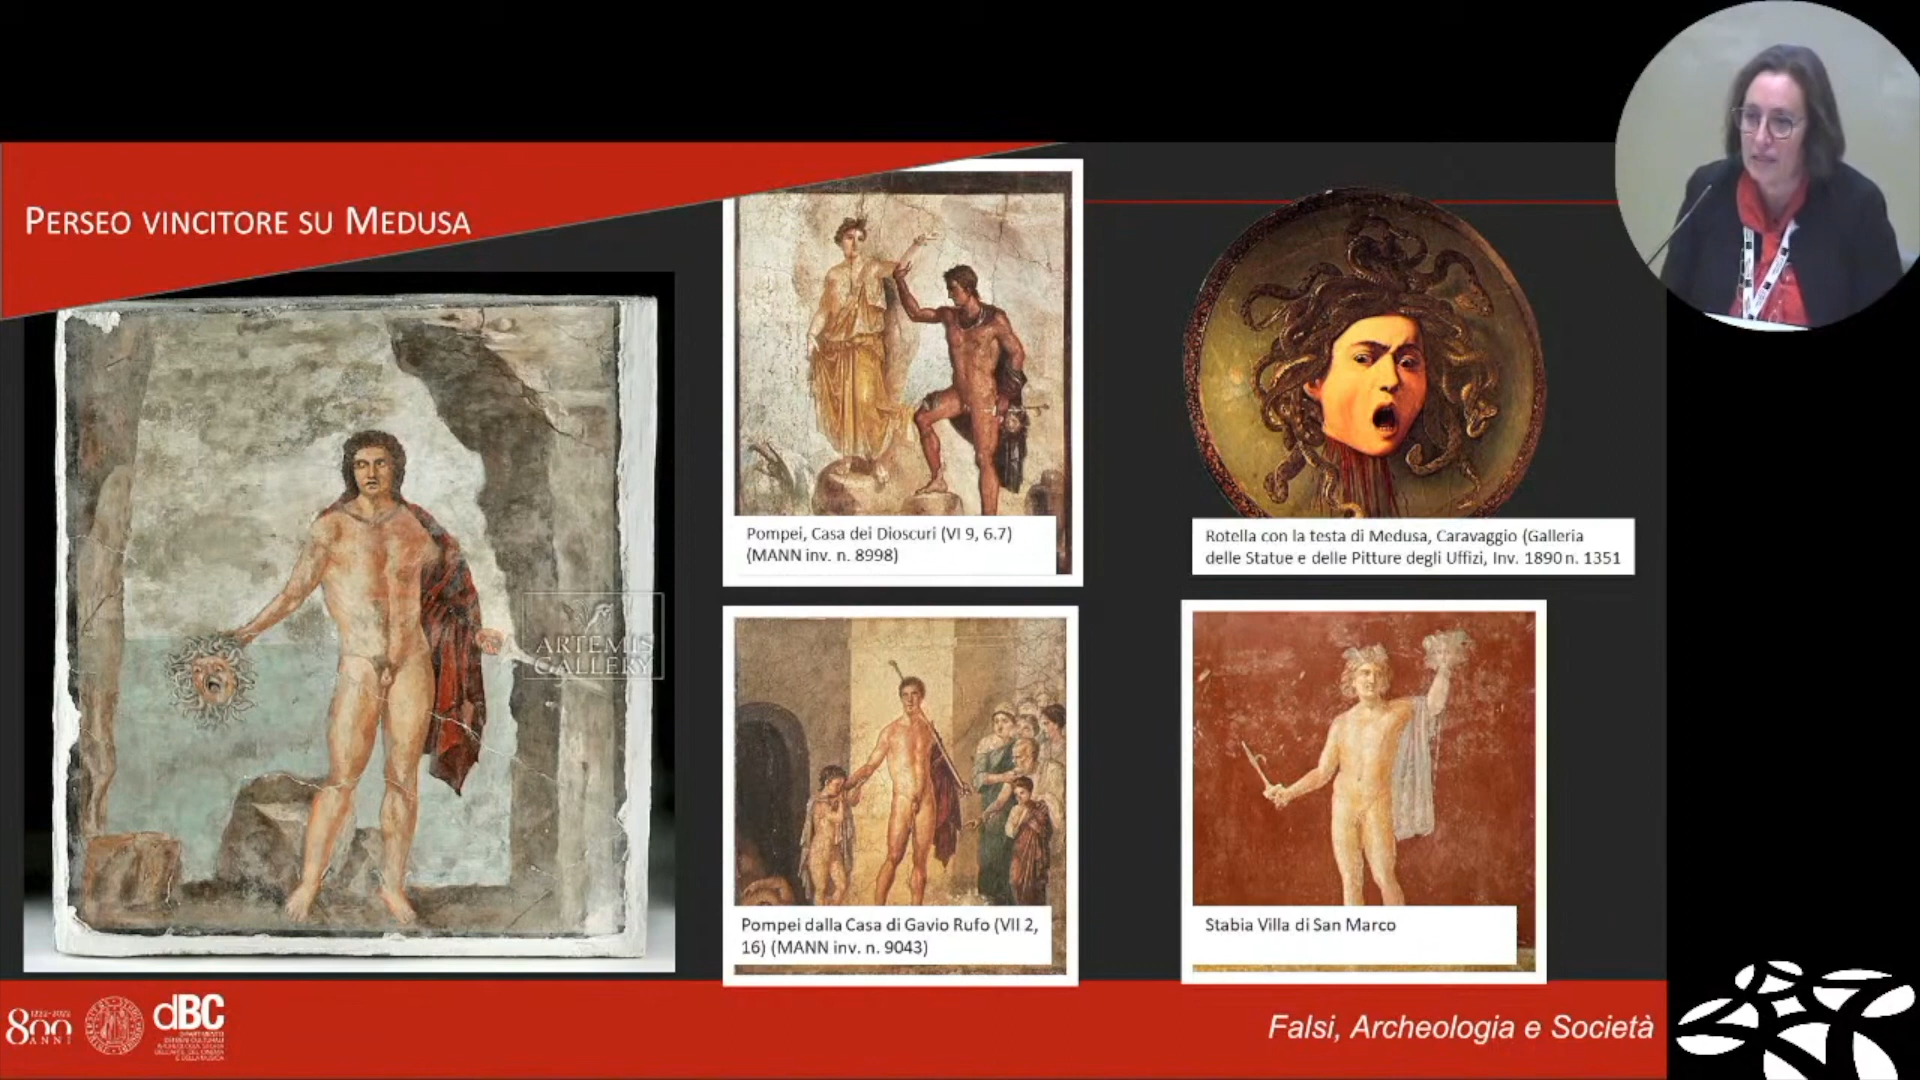 PERSEO VINCITORE SU MEDUSA
ARTEMIS
GALLERY
Pompei, Casa dei Dioscuri (VI 9, 6.7)
(MANN inv. n. 8998)
Rotella con la testa di Medusa, Caravaggio (Galleria
delle Statue e delle Pitture degli Uffizi, Inv. 1890 n. 1351
Pompei dalla Casa di Gavio Rufo (VII 2,
16) (MANN inv. n. 9043)
Stabia Villa di San Marco
1222-2022
800
ANNI
dBC
Falsi, Archeologia e Società